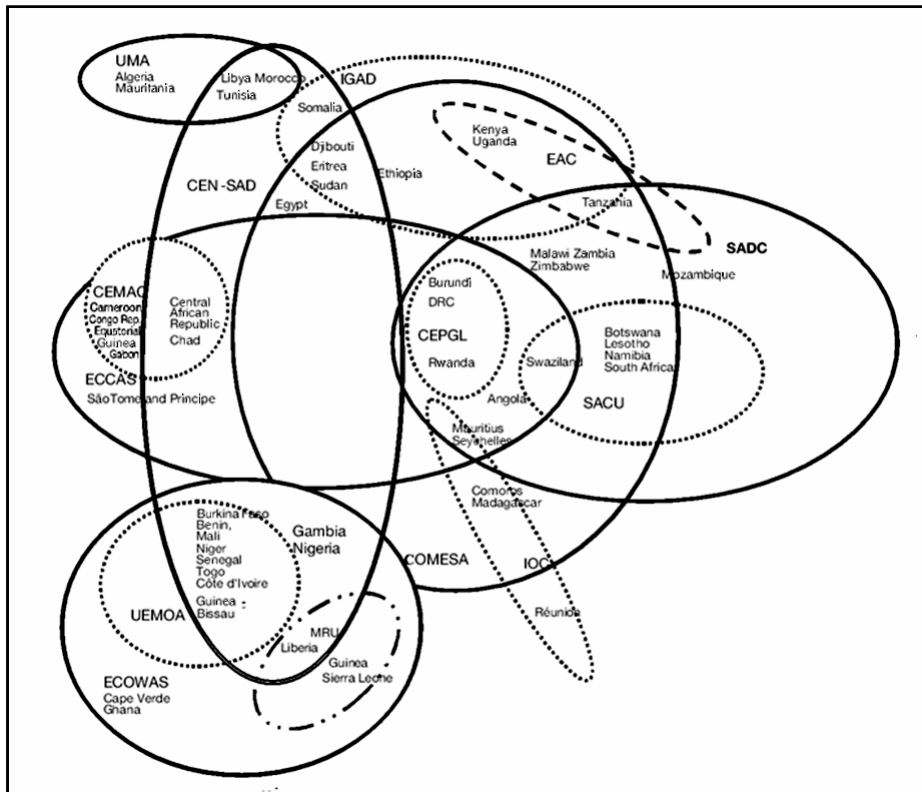 UMA
Algeria
Mauritania
Libya Morocco
Tunisia
IGAD
Somalia
Djibouti
Eritrea
Sudan
Ethiopia
Egypt
CEN -SAD
Kenya
Uganda
EAC
Tanzania
SADC
Malawi Zambia
Zimbabwe
Mozambique
CEMAC
Cameroon
Congo Rep.
Equatorial
Guinea
Gabon
Central
African
Republic
Chad
ECCAS
São Tome and Principe
Burundi
DRC
CEPGL
Rwanda
Angola
Swaziland
Botswana
Lesotho
Namibia
South Africa
SACU
Mauritius
Seychelles
Comoros
Madagascar
COMESA
IOC
Réunion
Burkina Faso
Benin,
Mali
Niger
Senegal
Togo
Côte d'Ivoire
Guinea
Bissau
Gambia
Nigeria
UEMOA
MRU
Liberia
Guinea
Sierra Leone
ECOWAS
Cape Verde
Ghana